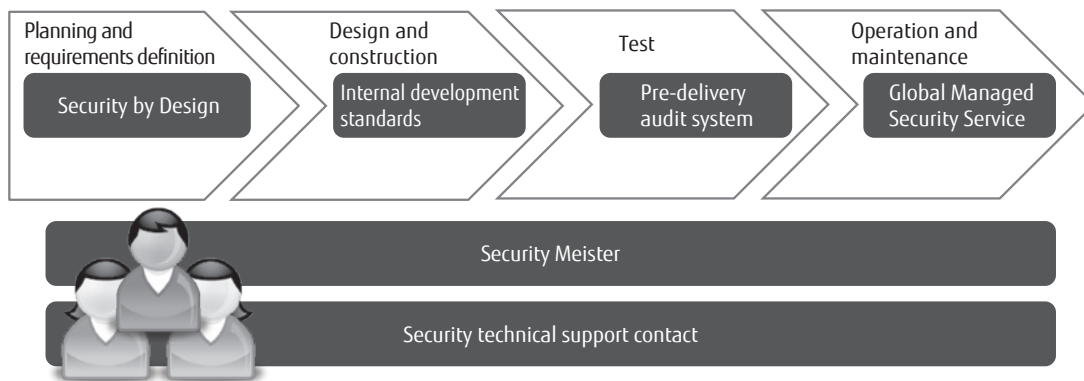 Planning and
requirements definition
Security by Design
Design and
construction
Internal development
standards
Test
Pre-delivery
audit system
Operation and
maintenance
Global Managed
Security Service
Security Meister
Security technical support contact